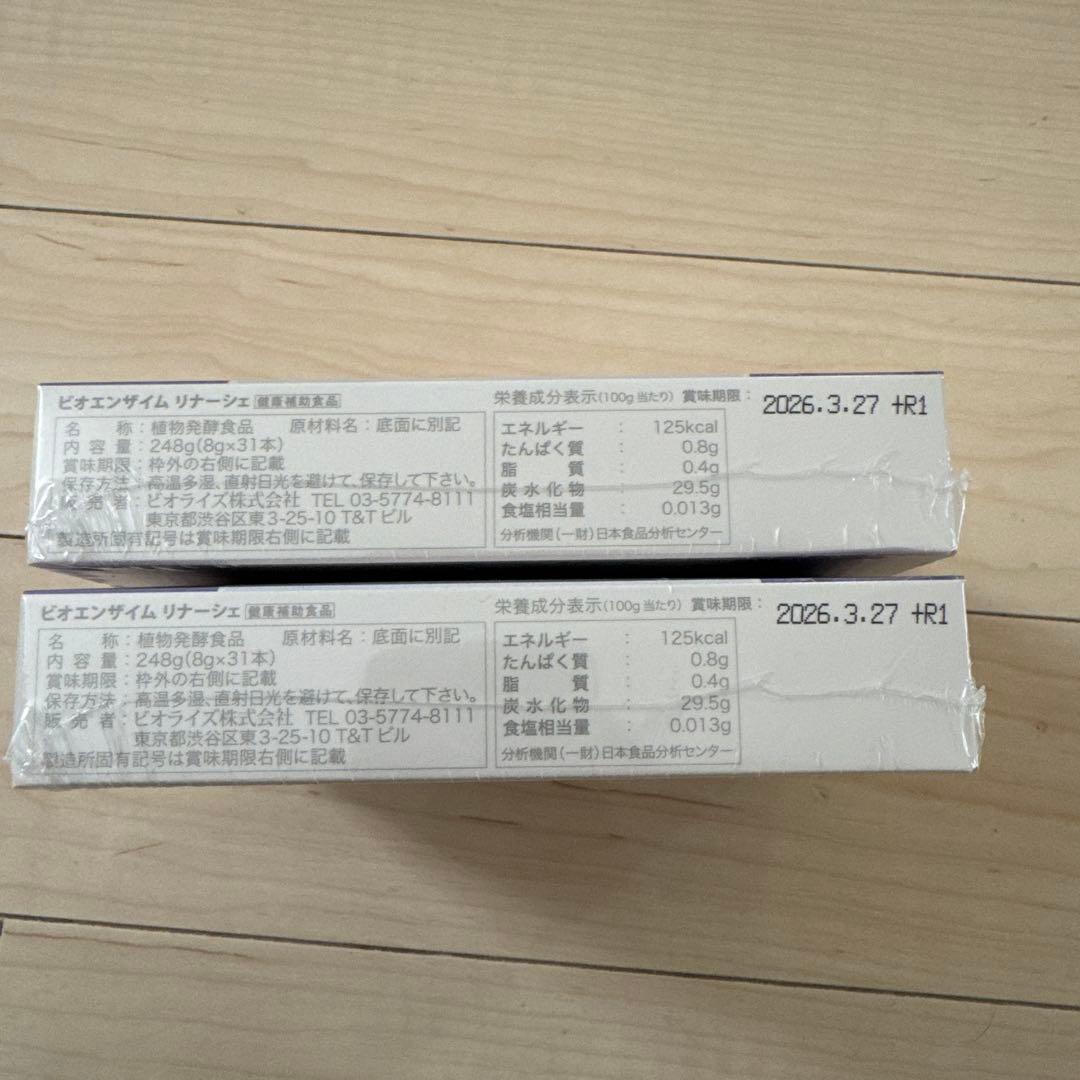 ビオエンザイム リナーシェ 健康補助食品
名 称：植物発酵食品 原材料名：底面に別記
内 容 量：248g(8g×31本)
賞味期限：枠外の右側に記載
保存方法：高温多湿、直射日光を避けて、保存して下さい。
販 売 者：ビオライズ株式会社 TEL 03-5774-8111
東京都渋谷区東3-25-10 T&T ビル
製造所固有記号は賞味期限右側に記載
栄養成分表示(100g当たり) 賞味期限： 2026.3.27 +R1
エネルギー ： 125kcal
たんぱく質 ： 0.8g
脂 質 ： 0.4g
炭水化物 ： 29.5g
食塩相当量 ： 0.013g
分析機関(一財)日本食品分析センター
ビオエンザイム リナーシェ 健康補助食品
名 称：植物発酵食品 原材料名：底面に別記
内 容 量：248g(8g×31本)
賞味期限：枠外の右側に記載
保存方法：高温多湿、直射日光を避けて、保存して下さい。
販 売 者：ビオライズ株式会社 TEL 03-5774-8111
東京都渋谷区東3-25-10 T&T ビル
製造所固有記号は賞味期限右側に記載
栄養成分表示(100g当たり) 賞味期限： 2026.3.27 +R1
エネルギー ： 125kcal
たんぱく質 ： 0.8g
脂 質 ： 0.4g
炭水化物 ： 29.5g
食塩相当量 ： 0.013g
分析機関(一財)日本食品分析センター